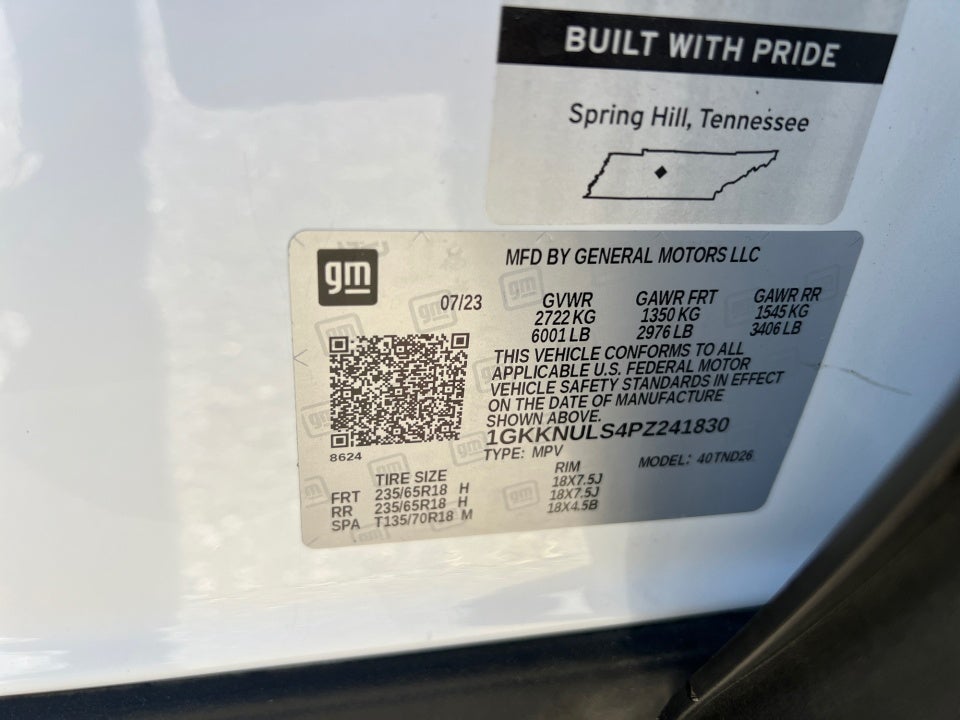 BUILT WITH PRIDE
Spring Hill, Tennessee
gm
MFD BY GENERAL MOTORS LLC
07/23 GVWR GAWR FRT GAWR RR
2722 KG 1350 KG 1545 KG
6001 LB 2976 LB 3406 LB
THIS VEHICLE CONFORMS TO ALL
APPLICABLE U.S. FEDERAL MOTOR
VEHICLE SAFETY STANDARDS IN EFFECT
ON THE DATE OF MANUFACTURE
SHOWN ABOVE.
1GKKNULS4PZ241830
8624
TYPE: MPV MODEL: 40TND26
TIRE SIZE RIM
FRT 235/65R18 H 18X7.5J
RR 235/65R18 H 18X7.5J
SPA T135/70R18 M 18X4.5B